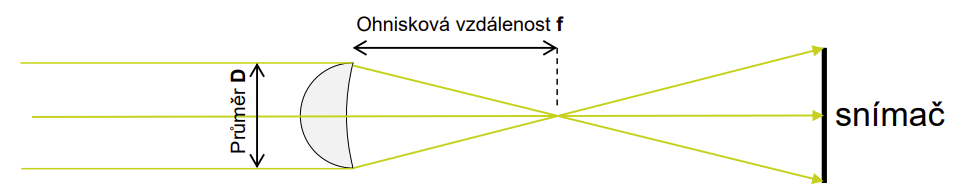 Ohnisková vzdálenost f
Průměr D
snímač